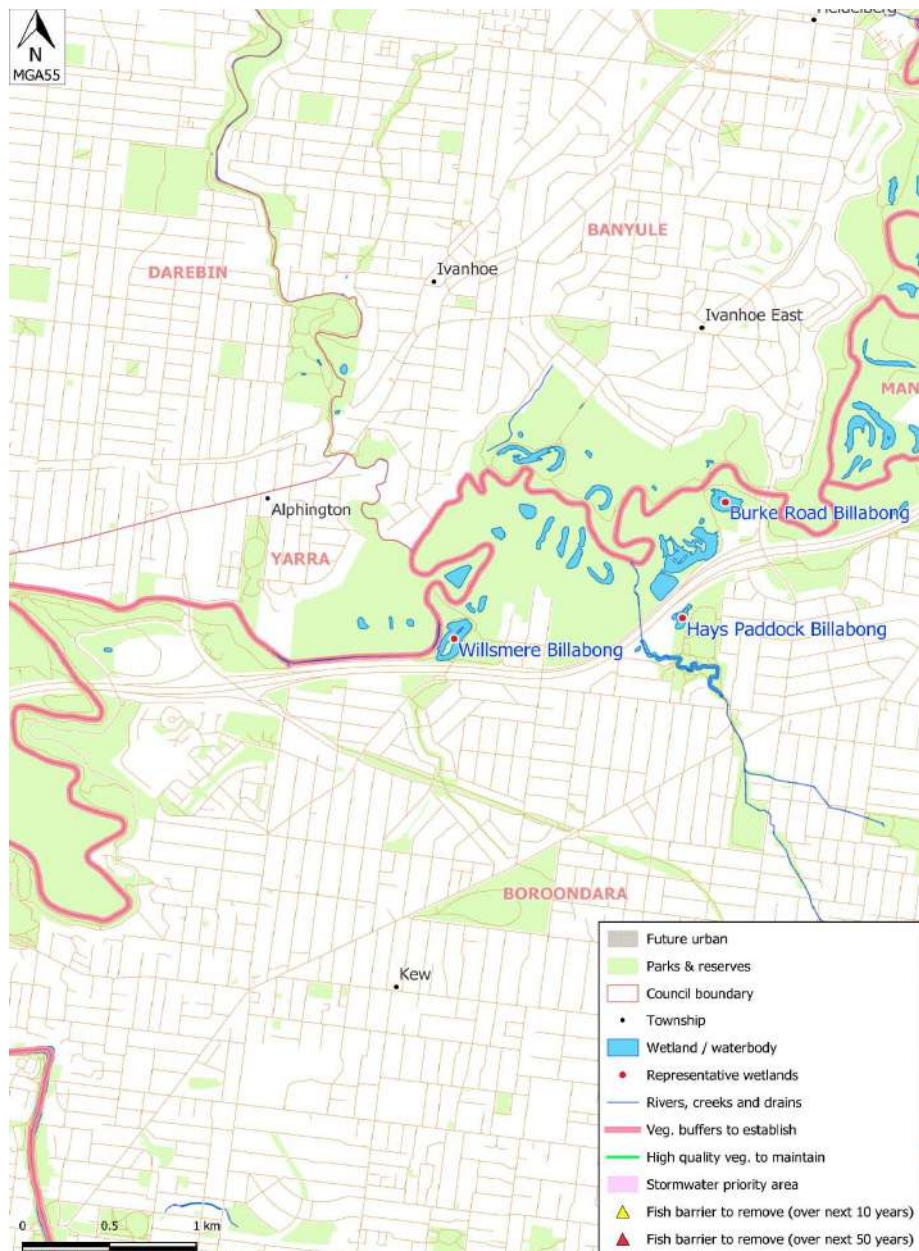 Heidelberg
N
MGA55
BANYULE
DAREBIN
Ivanhoe
Ivanhoe East
MAN
Burke Road Billabong
Alphington
YARRA
Hays Paddock Billabong
Willsmere Billabong
BOROONDARA
Kew
Future urban
Parks & reserves
Council boundary
Township
Wetland / waterbody
Representative wetlands
Rivers, creeks and drains
Veg. buffers to establish
High quality veg. to maintain
Stormwater priority area
Fish barrier to remove (over next 10 years)
Fish barrier to remove (over next 50 years)
0 0.5 1 km